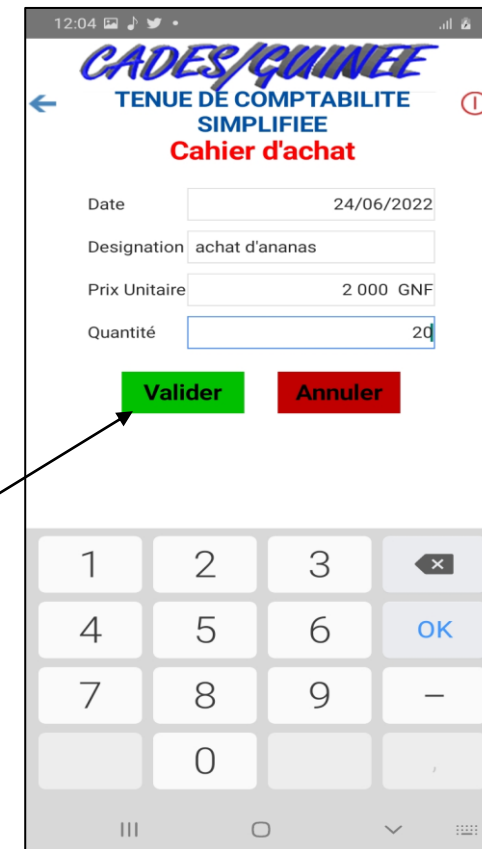 12:04
CADES/GUINEE
TENUE DE COMPTABILITE
SIMPLIFIEE
Cahier d'achat
Date 24/06/2022
Designation achat d'ananas
Prix Unitaire 2 000 GNF
Quantité 20
Valider Annuler
1 2 3
4 5 6 OK
7 8 9 –
0 ,